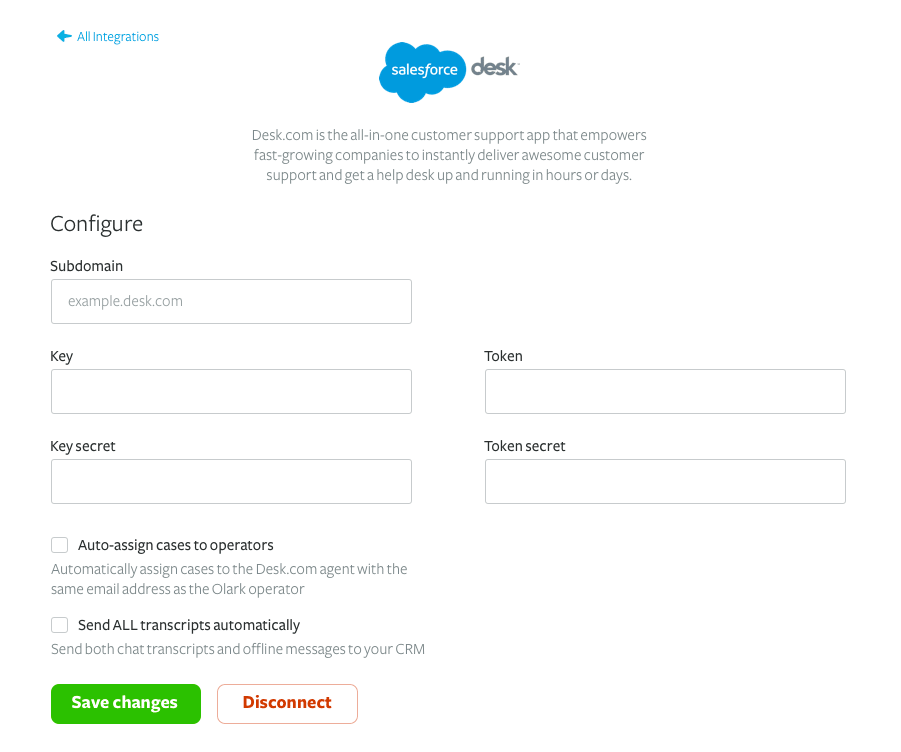 All Integrations
salesforce desk
Desk.com is the all-in-one customer support app that empowers
fast-growing companies to instantly deliver awesome customer
support and get a help desk up and running in hours or days.
Configure
Subdomain
example.desk.com
Key
Token
Key secret
Token secret
Auto-assign cases to operators
Automatically assign cases to the Desk.com agent with the
same email address as the Olark operator
Send ALL transcripts automatically
Send both chat transcripts and offline messages to your CRM
Save changes
Disconnect